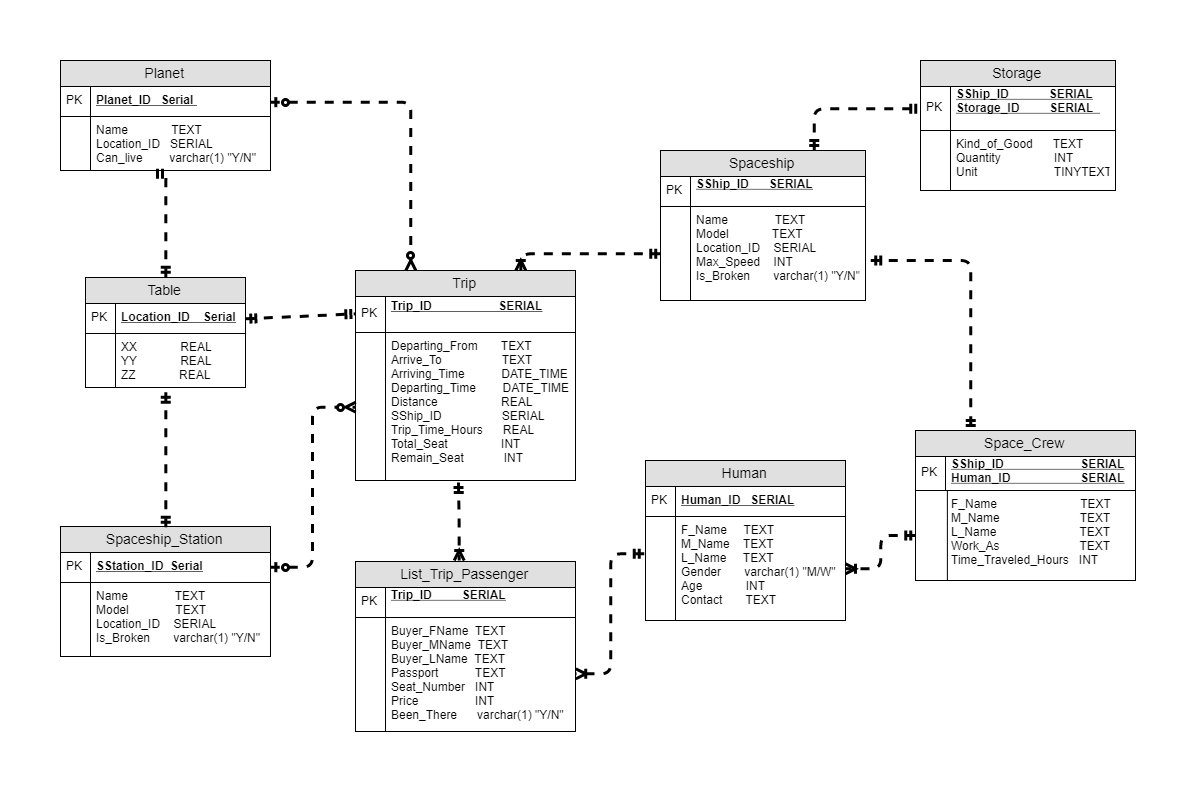 Planet
PK Planet_ID Serial
Name TEXT
Location_ID SERIAL
Can_live varchar(1) "Y/N"
Storage
PK
SShip_ID SERIAL
Storage_ID SERIAL
Kind_of_Good TEXT
Quantity INT
Unit TINYTEXT
Spaceship
PK SShip_ID SERIAL
Name TEXT
Model TEXT
Location_ID SERIAL
Max_Speed INT
Is_Broken varchar(1) "Y/N"
Table
PK Location_ID Serial
XX REAL
YY REAL
ZZ REAL
Trip
PK Trip_ID SERIAL
Departing_From TEXT
Arrive_To TEXT
Arriving_Time DATE_TIME
Departing_Time DATE_TIME
Distance REAL
SShip_ID SERIAL
Trip_Time_Hours REAL
Total_Seat INT
Remain_Seat INT
Space_Crew
PK
SShip_ID SERIAL
Human_ID SERIAL
F_Name TEXT
M_Name TEXT
L_Name TEXT
Work_As TEXT
Time_Traveled_Hours INT
Human
PK Human_ID SERIAL
F_Name TEXT
M_Name TEXT
L_Name TEXT
Gender varchar(1) "M/W"
Age INT
Contact TEXT
Spaceship_Station
PK SStation_ID Serial
Name TEXT
Model TEXT
Location_ID SERIAL
Is_Broken varchar(1) "Y/N"
List_Trip_Passenger
PK Trip_ID SERIAL
Buyer_FName TEXT
Buyer_MName TEXT
Buyer_LName TEXT
Passport TEXT
Seat_Number INT
Price INT
Been_There varchar(1) "Y/N"